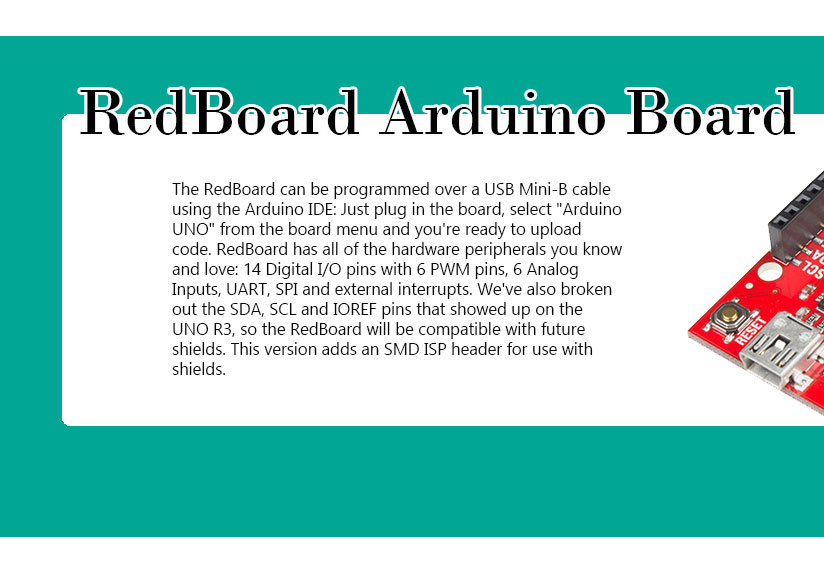 RedBoard Arduino Board
The RedBoard can be programmed over a USB Mini-B cable
using the Arduino IDE: Just plug in the board, select "Arduino
UNO" from the board menu and you're ready to upload
code. RedBoard has all of the hardware peripherals you know
and love: 14 Digital I/O pins with 6 PWM pins, 6 Analog
Inputs, UART, SPI and external interrupts. We've also broken
out the SDA, SCL and IOREF pins that showed up on the
UNO R3, so the RedBoard will be compatible with future
shields. This version adds an SMD ISP header for use with
shields.
SCL
RESET